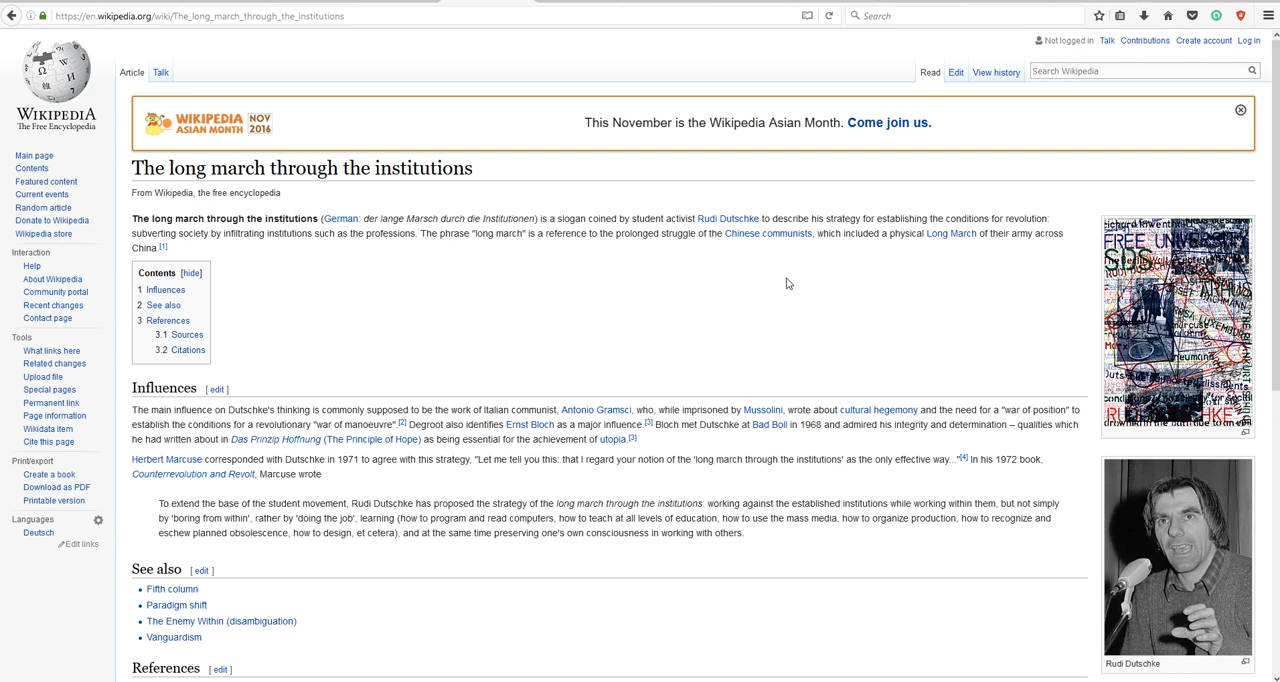 https://en.wikipedia.org/wiki/The_long_march_through_the_institutions
Search
Not logged in Talk Contributions Create account Log in
Article Talk
Read Edit View history
Search Wikipedia
WIKIPEDIA
The Free Encyclopedia
Main page
Contents
Featured content
Current events
Random article
Donate to Wikipedia
Wikipedia store
Interaction
Help
About Wikipedia
Community portal
Recent changes
Contact page
Tools
What links here
Related changes
Upload file
Special pages
Permanent link
Page information
Wikidata item
Cite this page
Print/export
Create a book
Download as PDF
Printable version
Languages
Deutsch
Edit links
WIKIPEDIA
ASIAN MONTH
NOV
2016
This November is the Wikipedia Asian Month. Come join us.
The long march through the institutions
From Wikipedia, the free encyclopedia
The long march through the institutions (German: der lange Marsch durch die Institutionen) is a slogan coined by student activist Rudi Dutschke to describe his strategy for establishing the conditions for revolution:
subverting society by infiltrating institutions such as the professions. The phrase "long march" is a reference to the prolonged struggle of the Chinese communists, which included a physical Long March of their army across
China.[1]
Contents [hide]
1 Influences
2 See also
3 References
3.1 Sources
3.2 Citations
Influences [ edit ]
The main influence on Dutschke's thinking is commonly supposed to be the work of Italian communist, Antonio Gramsci, who, while imprisoned by Mussolini, wrote about cultural hegemony and the need for a "war of position" to
establish the conditions for a revolutionary "war of manoeuvre".[2] Degroot also identifies Ernst Bloch as a major influence.[3] Bloch met Dutschke at Bad Boll in 1968 and admired his integrity and determination – qualities which
he had written about in Das Prinzip Hoffnung (The Principle of Hope) as being essential for the achievement of utopia.[3]
Herbert Marcuse corresponded with Dutschke in 1971 to agree with this strategy, "Let me tell you this: that I regard your notion of the 'long march through the institutions' as the only effective way..."[4] In his 1972 book,
Counterrevolution and Revolt, Marcuse wrote
To extend the base of the student movement, Rudi Dutschke has proposed the strategy of the long march through the institutions: working against the established institutions while working within them, but not simply
by 'boring from within', rather by 'doing the job', learning (how to program and read computers, how to teach at all levels of education, how to use the mass media, how to organize production, how to recognize and
eschew planned obsolescence, how to design, et cetera), and at the same time preserving one's own consciousness in working with others.
See also [ edit ]
Fifth column
Paradigm shift
The Enemy Within (disambiguation)
Vanguardism
References [ edit ]
FREE UNIVERSITY
SDS
Rudi Dutschke